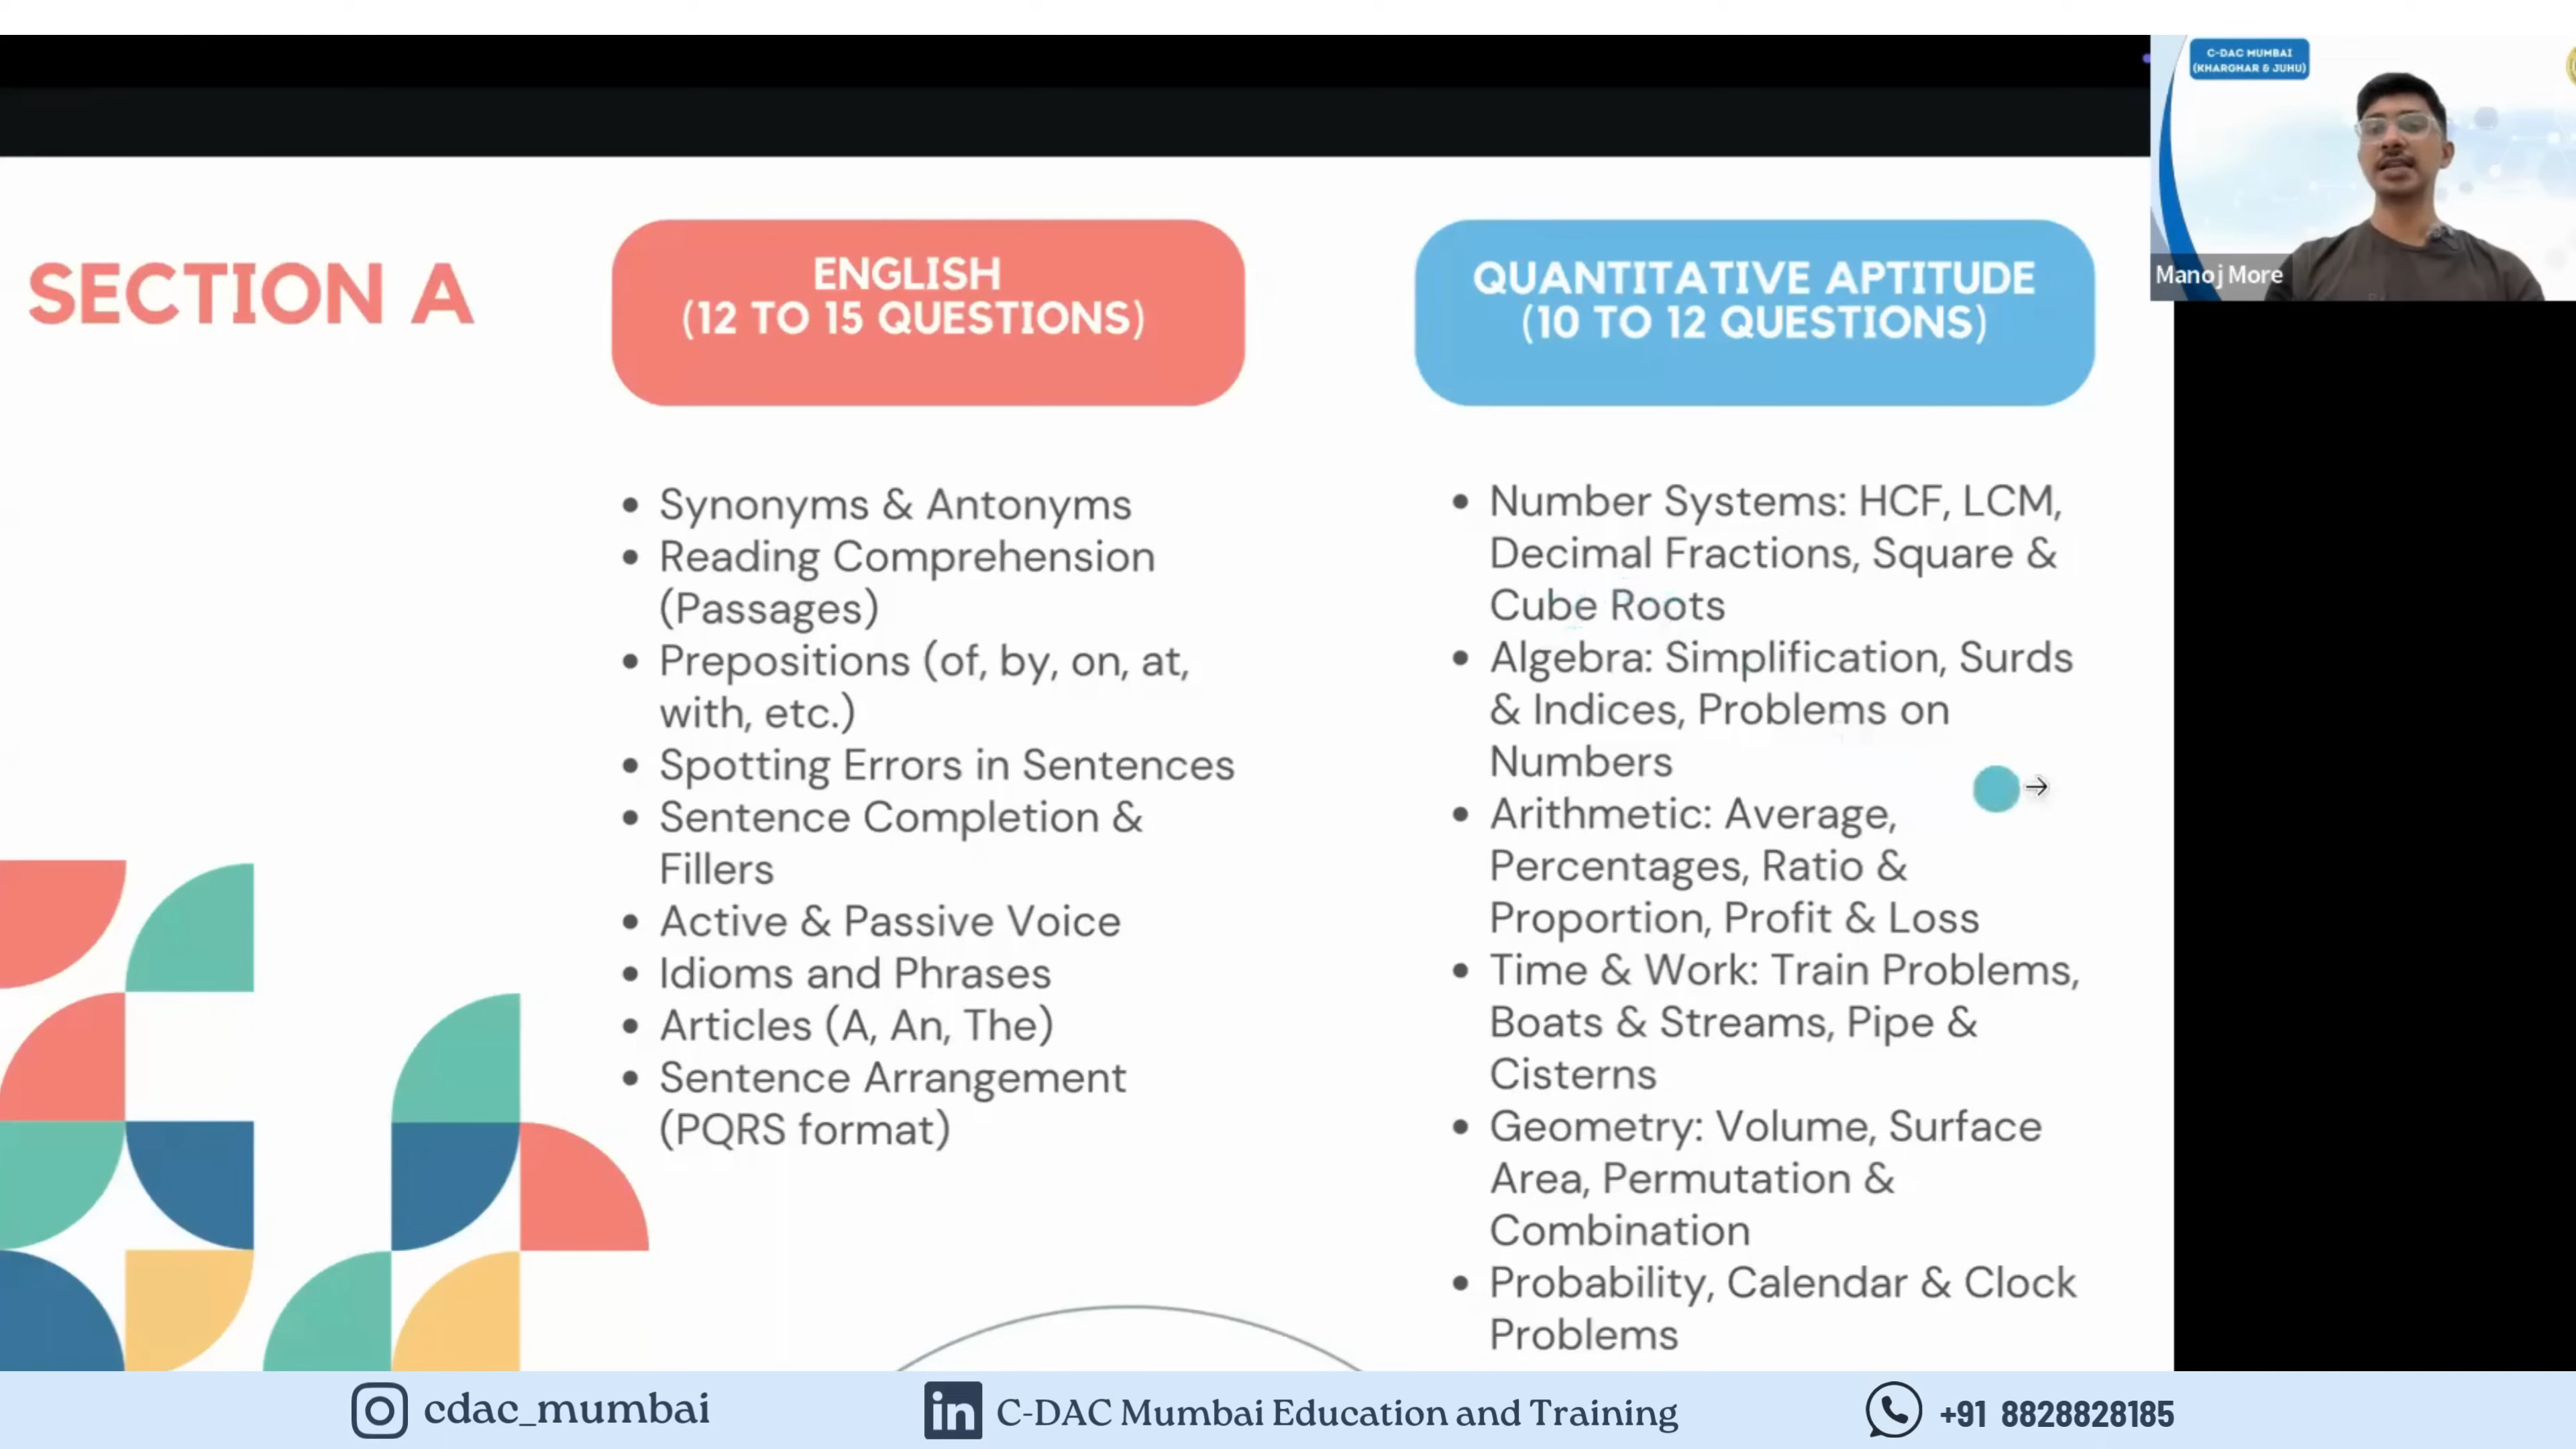 C-DAC MUMBAI
(KHARGHAR & JUHU)
Manoj More
SECTION A
ENGLISH
(12 TO 15 QUESTIONS)
• Synonyms & Antonyms
• Reading Comprehension
(Passages)
• Prepositions (of, by, on, at,
with, etc.)
• Spotting Errors in Sentences
• Sentence Completion &
Fillers
• Active & Passive Voice
• Idioms and Phrases
• Articles (A, An, The)
• Sentence Arrangement
(PQRS format)
QUANTITATIVE APTITUDE
(10 TO 12 QUESTIONS)
• Number Systems: HCF, LCM,
Decimal Fractions, Square &
Cube Roots
• Algebra: Simplification, Surds
& Indices, Problems on
Numbers
• Arithmetic: Average,
Percentages, Ratio &
Proportion, Profit & Loss
• Time & Work: Train Problems,
Boats & Streams, Pipe &
Cisterns
• Geometry: Volume, Surface
Area, Permutation &
Combination
• Probability, Calendar & Clock
Problems
cdac_mumbai
in C-DAC Mumbai Education and Training
+91 8828828185